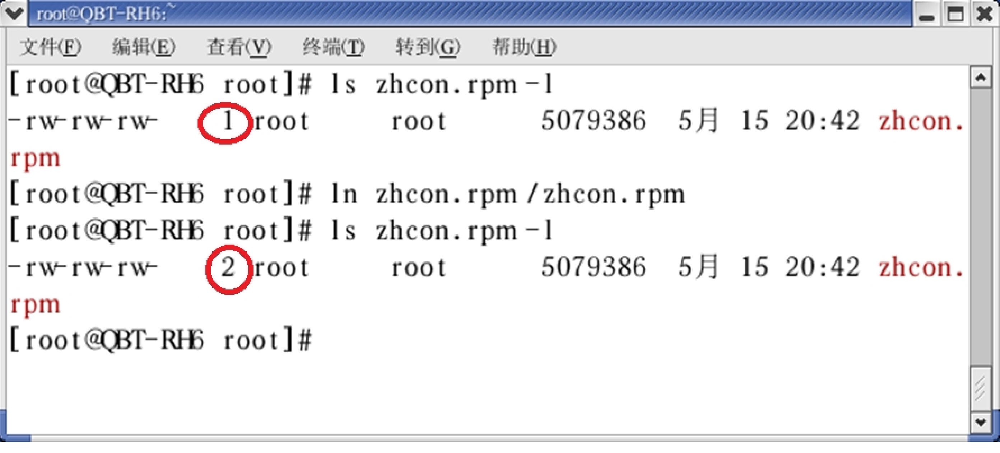 root@QBT-RH6:~
文件(F) 编辑(E) 查看(V) 终端(T) 转到(G) 帮助(H)
[root@QBT-RH6 root]# ls zhcon.rpm -l
-rw-rw-rw- 1 root root 5079386 5月 15 20:42 zhcon.
rpm
[root@QBT-RH6 root]# ln zhcon.rpm /zhcon.rpm
[root@QBT-RH6 root]# ls zhcon.rpm -l
-rw-rw-rw- 2 root root 5079386 5月 15 20:42 zhcon.
rpm
[root@QBT-RH6 root]#